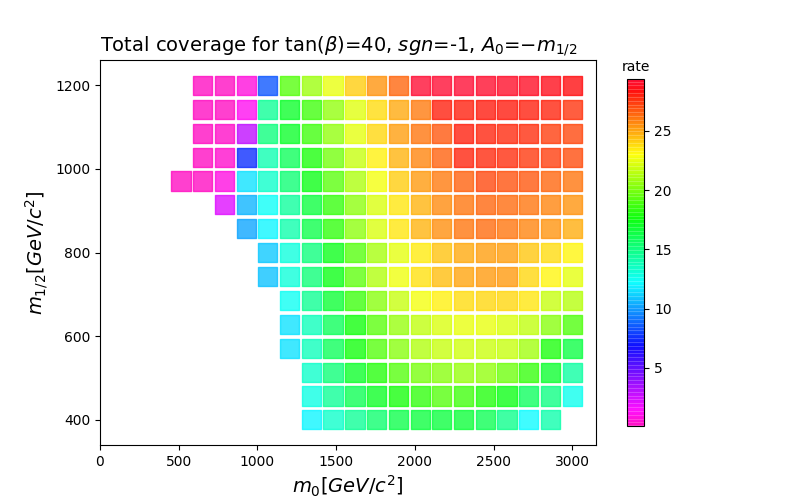 Total coverage for tan(β)=40, sgn=-1, A₀=−m₁/₂
rate
1200
1000
800
600
400
25
20
15
10
5
m₁/₂[GeV/c²]
0 500 1000 1500 2000 2500 3000
m₀[GeV/c²]